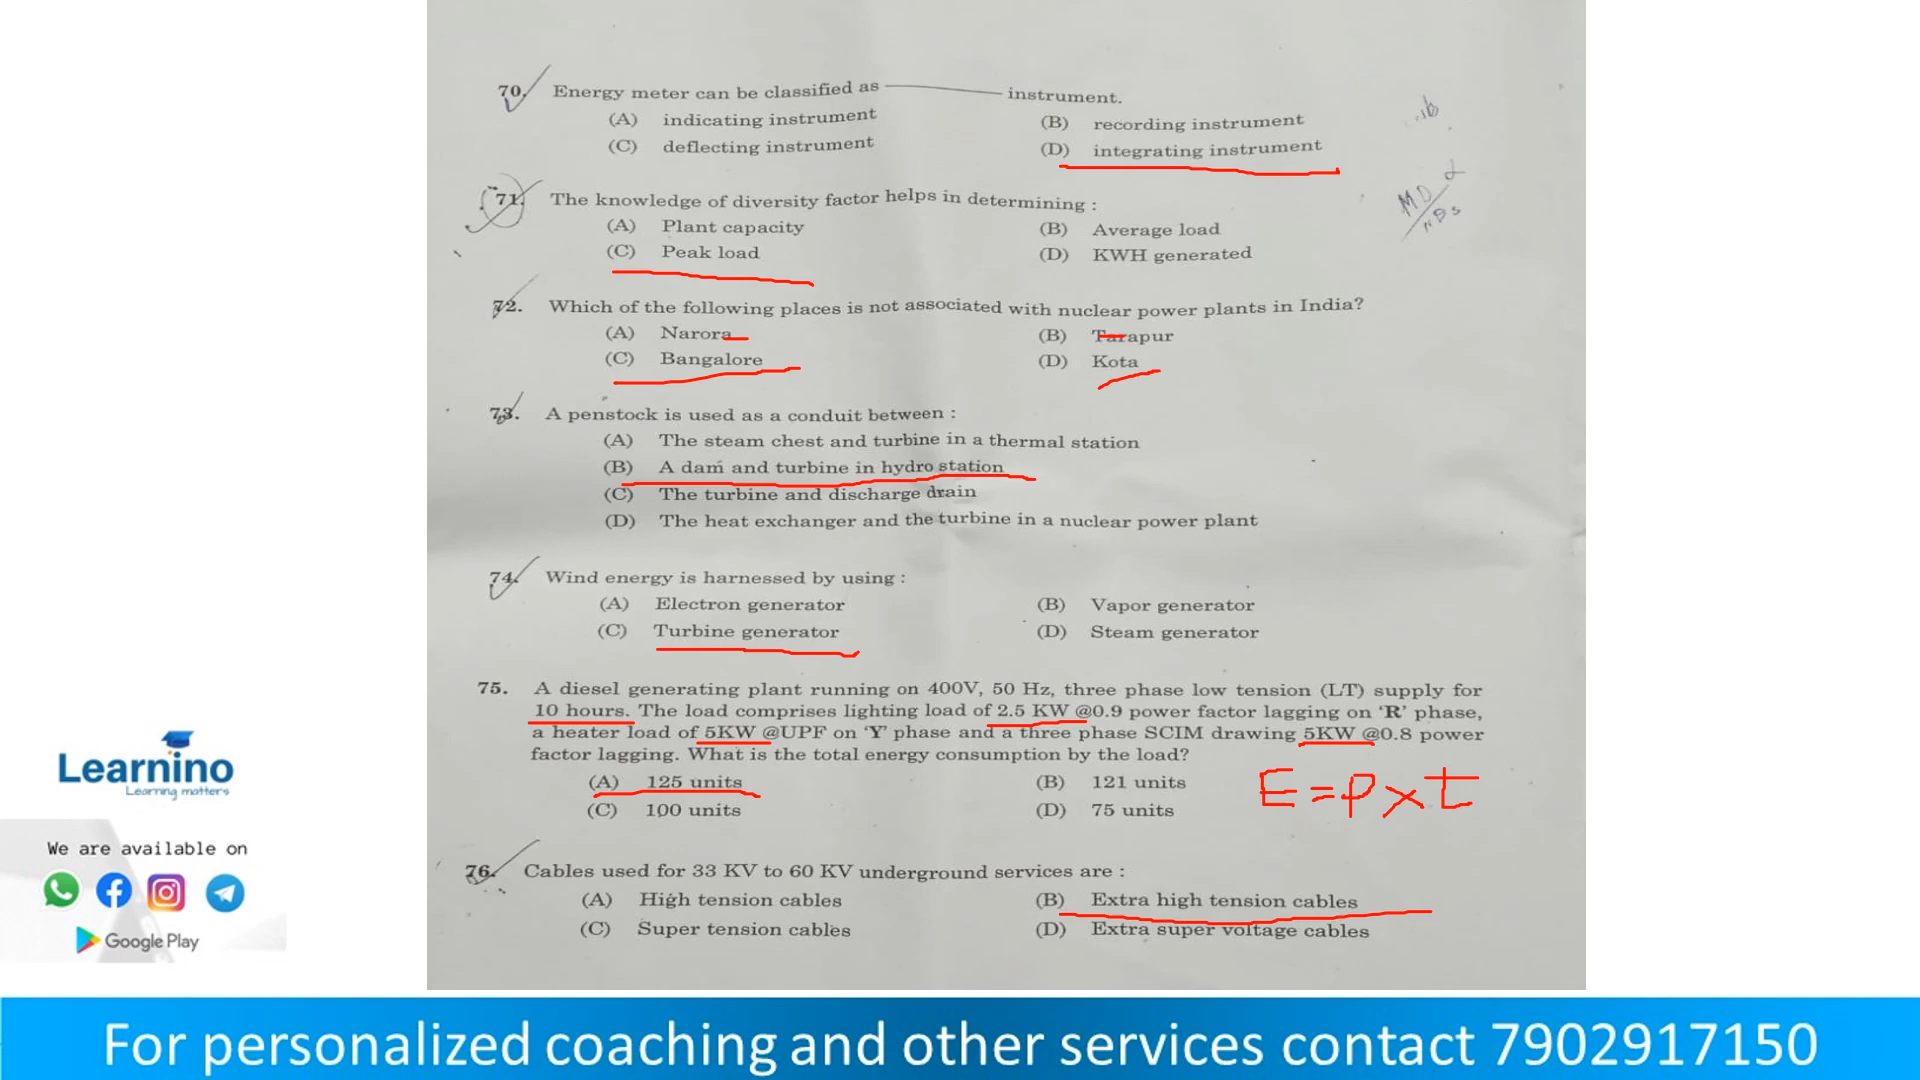 70. Energy meter can be classified as ________ instrument.
(A) indicating instrument (B) recording instrument
(C) deflecting instrument (D) integrating instrument
71. The knowledge of diversity factor helps in determining :
(A) Plant capacity (B) Average load
(C) Peak load (D) KWH generated
72. Which of the following places is not associated with nuclear power plants in India?
(A) Narora (B) Tarapur
(C) Bangalore (D) Kota
73. A penstock is used as a conduit between :
(A) The steam chest and turbine in a thermal station
(B) A dam and turbine in hydro station
(C) The turbine and discharge drain
(D) The heat exchanger and the turbine in a nuclear power plant
74. Wind energy is harnessed by using :
(A) Electron generator (B) Vapor generator
(C) Turbine generator (D) Steam generator
75. A diesel generating plant running on 400V, 50 Hz, three phase low tension (LT) supply for
10 hours. The load comprises lighting load of 2.5 KW @0.9 power factor lagging on 'R' phase,
a heater load of 5KW @UPF on 'Y' phase and a three phase SCIM drawing 5KW @0.8 power
factor lagging. What is the total energy consumption by the load?
(A) 125 units (B) 121 units
(C) 100 units (D) 75 units
E = P x t
76. Cables used for 33 KV to 60 KV underground services are :
(A) High tension cables (B) Extra high tension cables
(C) Super tension cables (D) Extra super voltage cables
Learnino
Learning matters
We are available on
Google Play
For personalized coaching and other services contact 7902917150